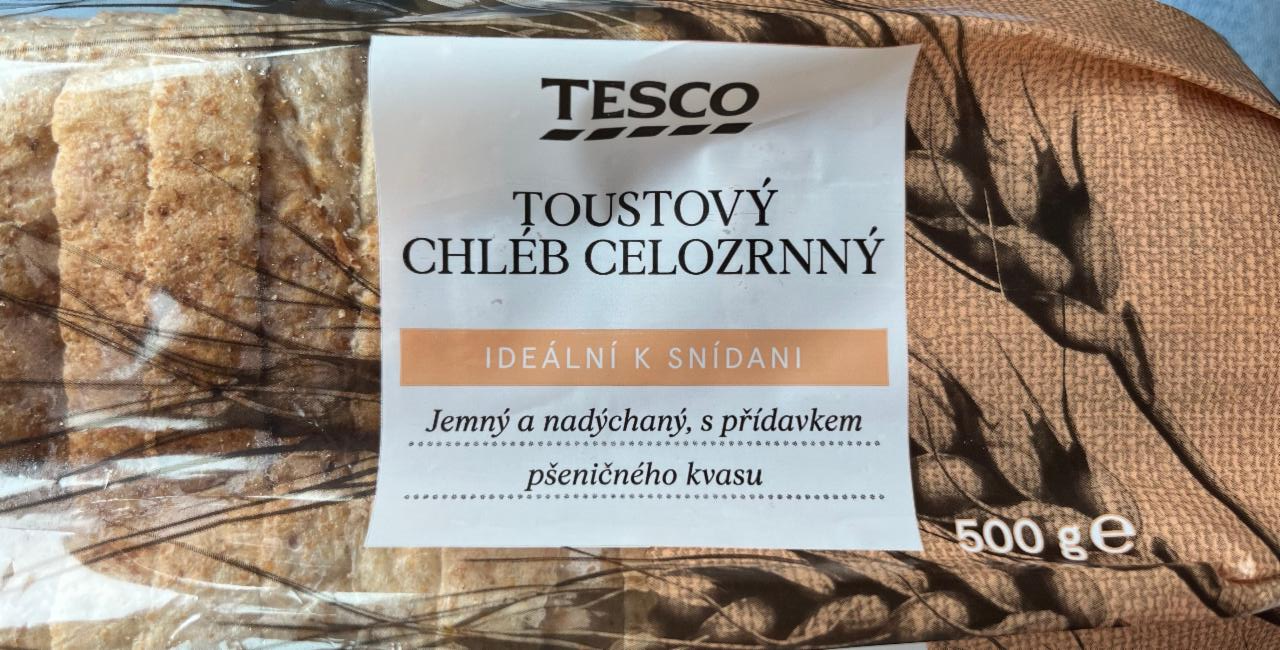 TESCO
TOUSTOVÝ
CHLÉB CELOZRNNÝ
IDEÁLNÍ K SNÍDANI
Jemný a nadýchaný, s přídavkem
pšeničného kvasu
500 g e